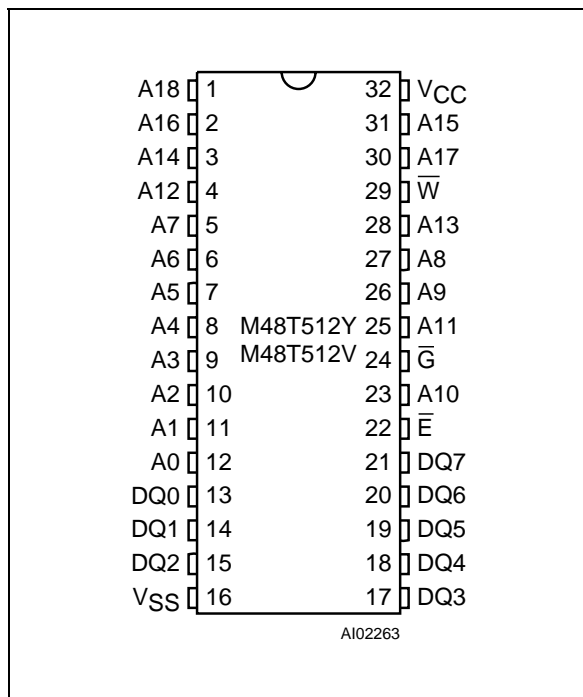 A18 1 32 VCC
A16 2 31 A15
A14 3 30 A17
A12 4 29 W̅
A7 5 28 A13
A6 6 27 A8
A5 7 26 A9
A4 8 M48T512Y 25 A11
A3 9 M48T512V 24 G̅
A2 10 23 A10
A1 11 22 E̅
A0 12 21 DQ7
DQ0 13 20 DQ6
DQ1 14 19 DQ5
DQ2 15 18 DQ4
VSS 16 17 DQ3
AI02263